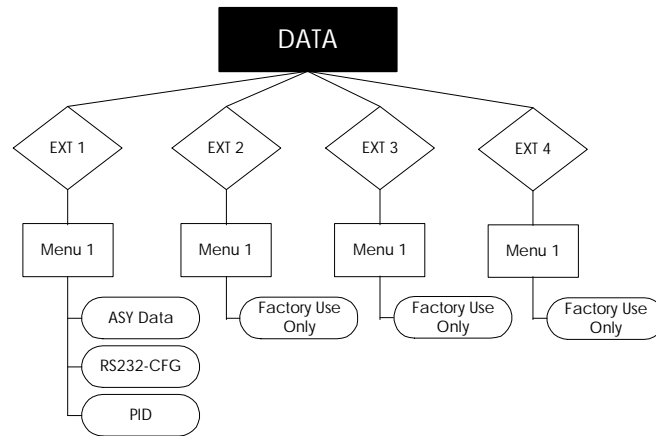 DATA
EXT 1
EXT 2
EXT 3
EXT 4
Menu 1
Menu 1
Menu 1
Menu 1
ASY Data
RS232-CFG
PID
Factory Use
Only
Factory Use
Only
Factory Use
Only